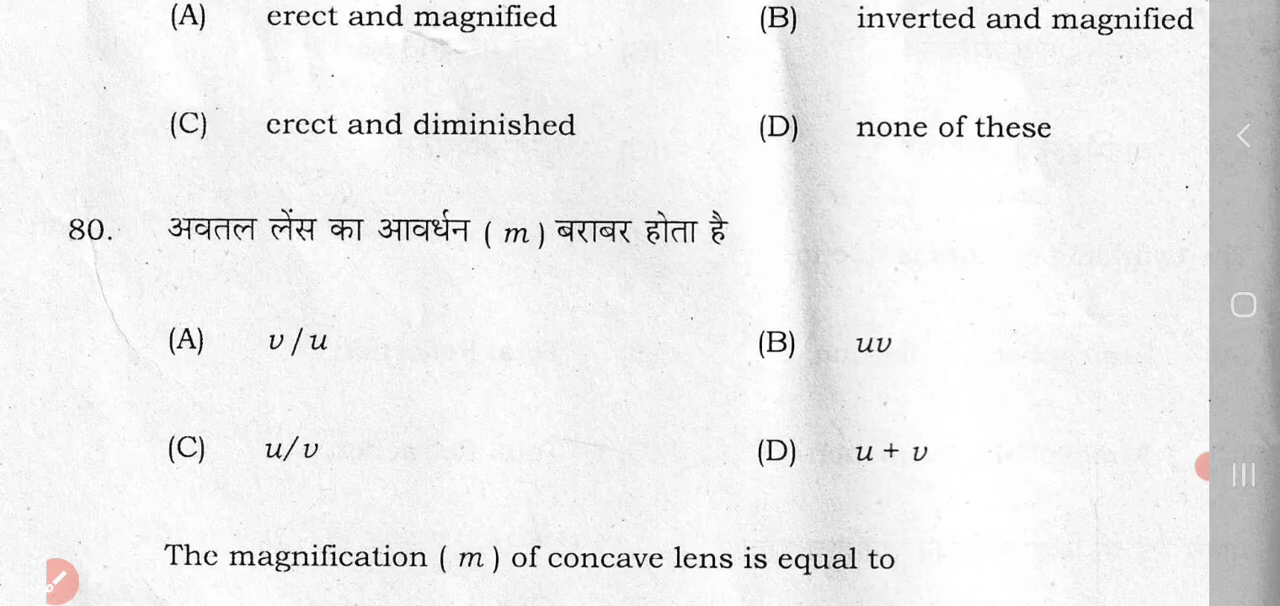 (A) erect and magnified (B) inverted and magnified
(C) erect and diminished (D) none of these
80. अवतल लेंस का आवर्धन ( m ) बराबर होता है
(A) v / u (B) uv
(C) u/v (D) u + v
The magnification ( m ) of concave lens is equal to